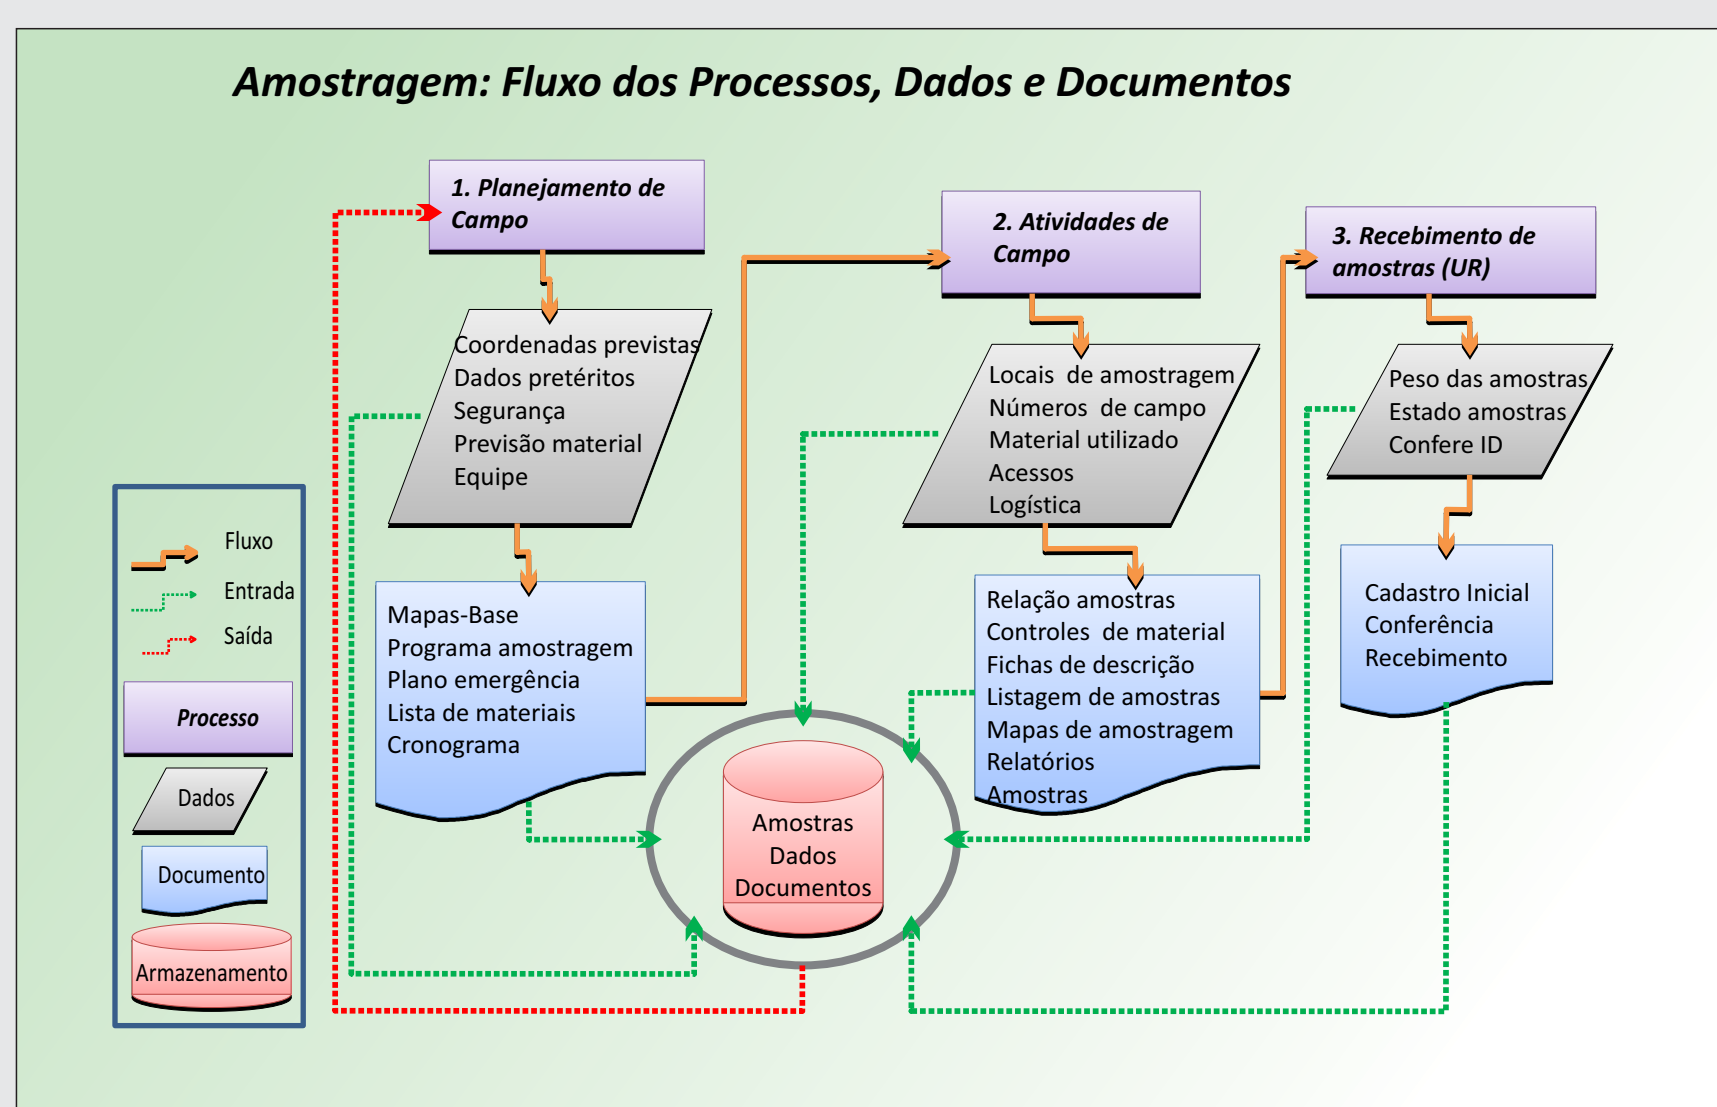 Amostragem: Fluxo dos Processos, Dados e Documentos
1. Planejamento de
Campo
Coordenadas previstas
Dados pretéritos
Segurança
Previsão material
Equipe
Mapas-Base
Programa amostragem
Plano emergência
Lista de materiais
Cronograma
2. Atividades de
Campo
Locais de amostragem
Números de campo
Material utilizado
Acessos
Logística
Relação amostras
Controles de material
Fichas de descrição
Listagem de amostras
Mapas de amostragem
Relatórios
Amostras
3. Recebimento de
amostras (UR)
Peso das amostras
Estado amostras
Confere ID
Cadastro Inicial
Conferência
Recebimento
Amostras
Dados
Documentos
Fluxo
Entrada
Saída
Processo
Dados
Documento
Armazenamento